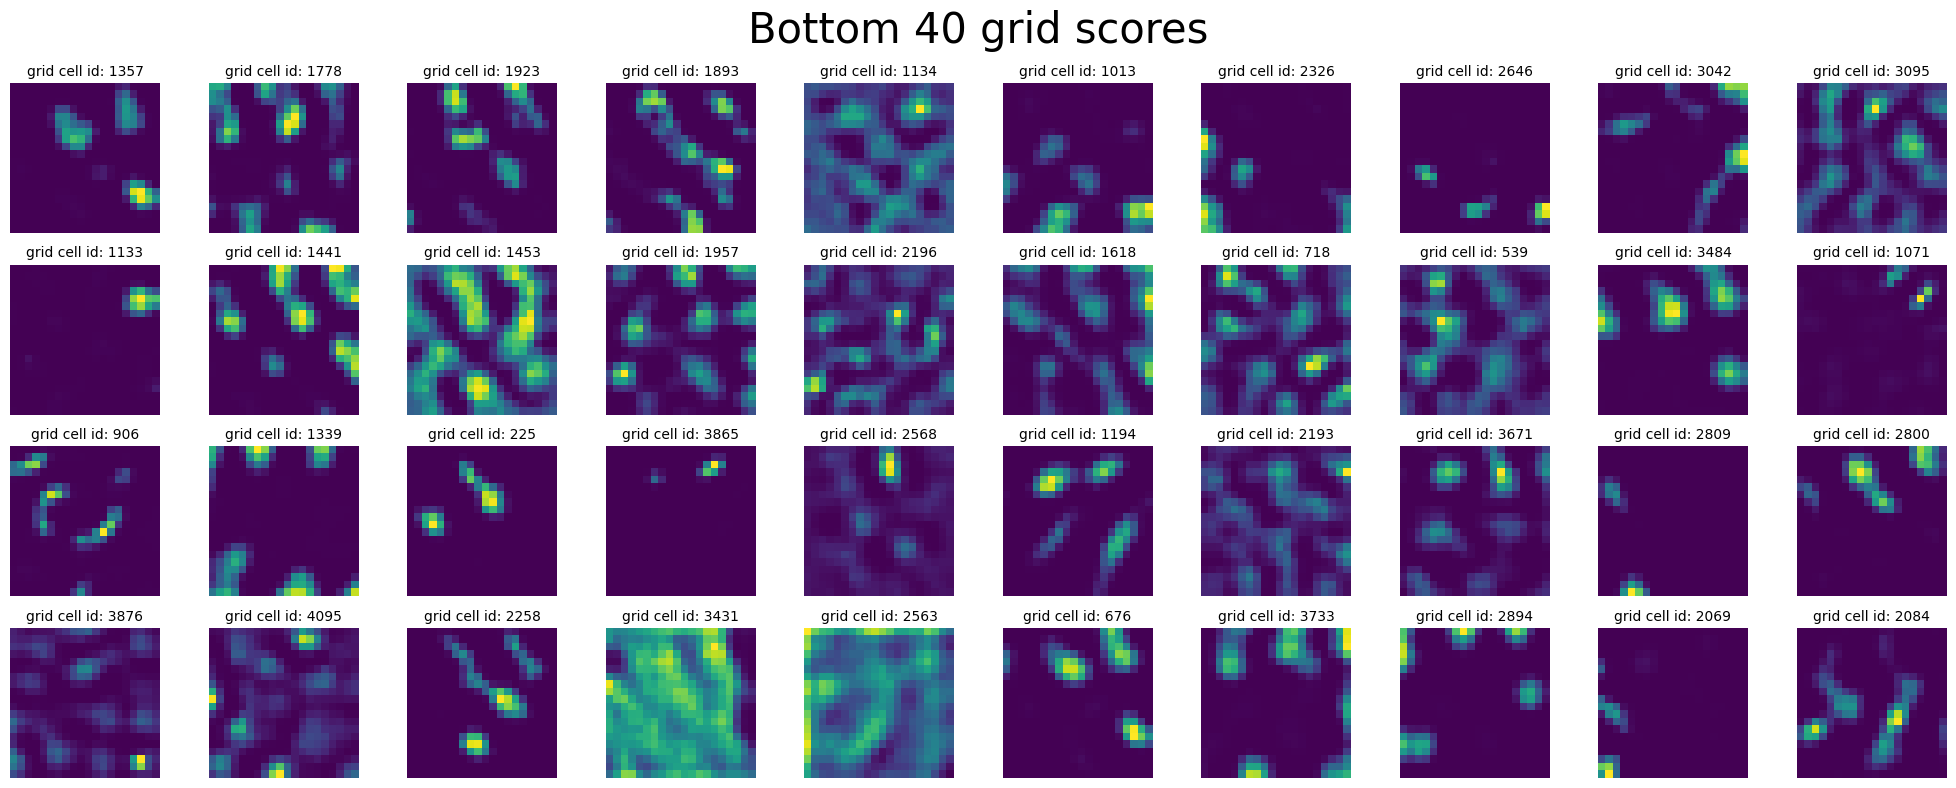 Bottom 40 grid scores
grid cell id: 1357
grid cell id: 1778
grid cell id: 1923
grid cell id: 1893
grid cell id: 1134
grid cell id: 1013
grid cell id: 2326
grid cell id: 2646
grid cell id: 3042
grid cell id: 3095
grid cell id: 1133
grid cell id: 1441
grid cell id: 1453
grid cell id: 1957
grid cell id: 2196
grid cell id: 1618
grid cell id: 718
grid cell id: 539
grid cell id: 3484
grid cell id: 1071
grid cell id: 906
grid cell id: 1339
grid cell id: 225
grid cell id: 3865
grid cell id: 2568
grid cell id: 1194
grid cell id: 2193
grid cell id: 3671
grid cell id: 2809
grid cell id: 2800
grid cell id: 3876
grid cell id: 4095
grid cell id: 2258
grid cell id: 3431
grid cell id: 2563
grid cell id: 676
grid cell id: 3733
grid cell id: 2894
grid cell id: 2069
grid cell id: 2084